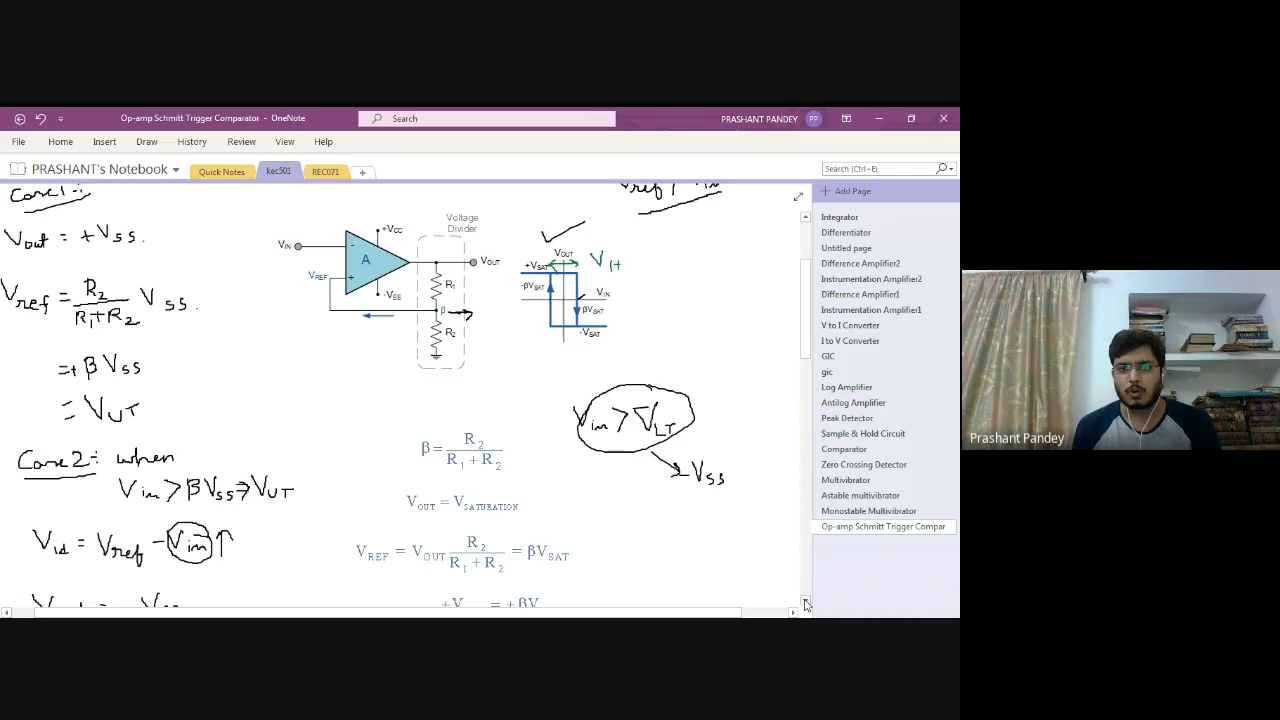 Op-amp Schmitt Trigger Comparator - OneNote
Search
PRASHANT PANDEY
PP
File Home Insert Draw History Review View Help
PRASHANT's Notebook
Quick Notes
kec501
REC071
Search (Ctrl+E)
Add Page
Integrator
Differentiator
Untitled page
Difference Amplifier2
Instrumentation Amplifier2
Difference Amplifier1
Instrumentation Amplifier1
V to I Converter
I to V Converter
GIC
gic
Log Amplifier
Antilog Amplifier
Peak Detector
Sample & Hold Circuit
Comparator
Zero Crossing Detector
Multivibrator
Astable multivibrator
Monostable Multivibrator
Op-amp Schmitt Trigger Compar
Case 1:
Vout = +Vss.
Vref = R2 / R1+R2 Vss.
=+ βVss
= VUT
Case 2: when
Vin > βVss → VUT
Vid = Vref - Vin ↑
Voltage
Divider
+VCC
VIN
-
A
VREF
+
-VEE
VOUT
R1
β
R2
VOUT
+VSAT
-βVSAT
VIN
βVSAT
-VSAT
VH
Vin > VLT
-Vss
β = R2 / R1 + R2
VOUT = VSATURATION
VREF = VOUT R2 / R1 + R2 = βVSAT
Prashant Pandey